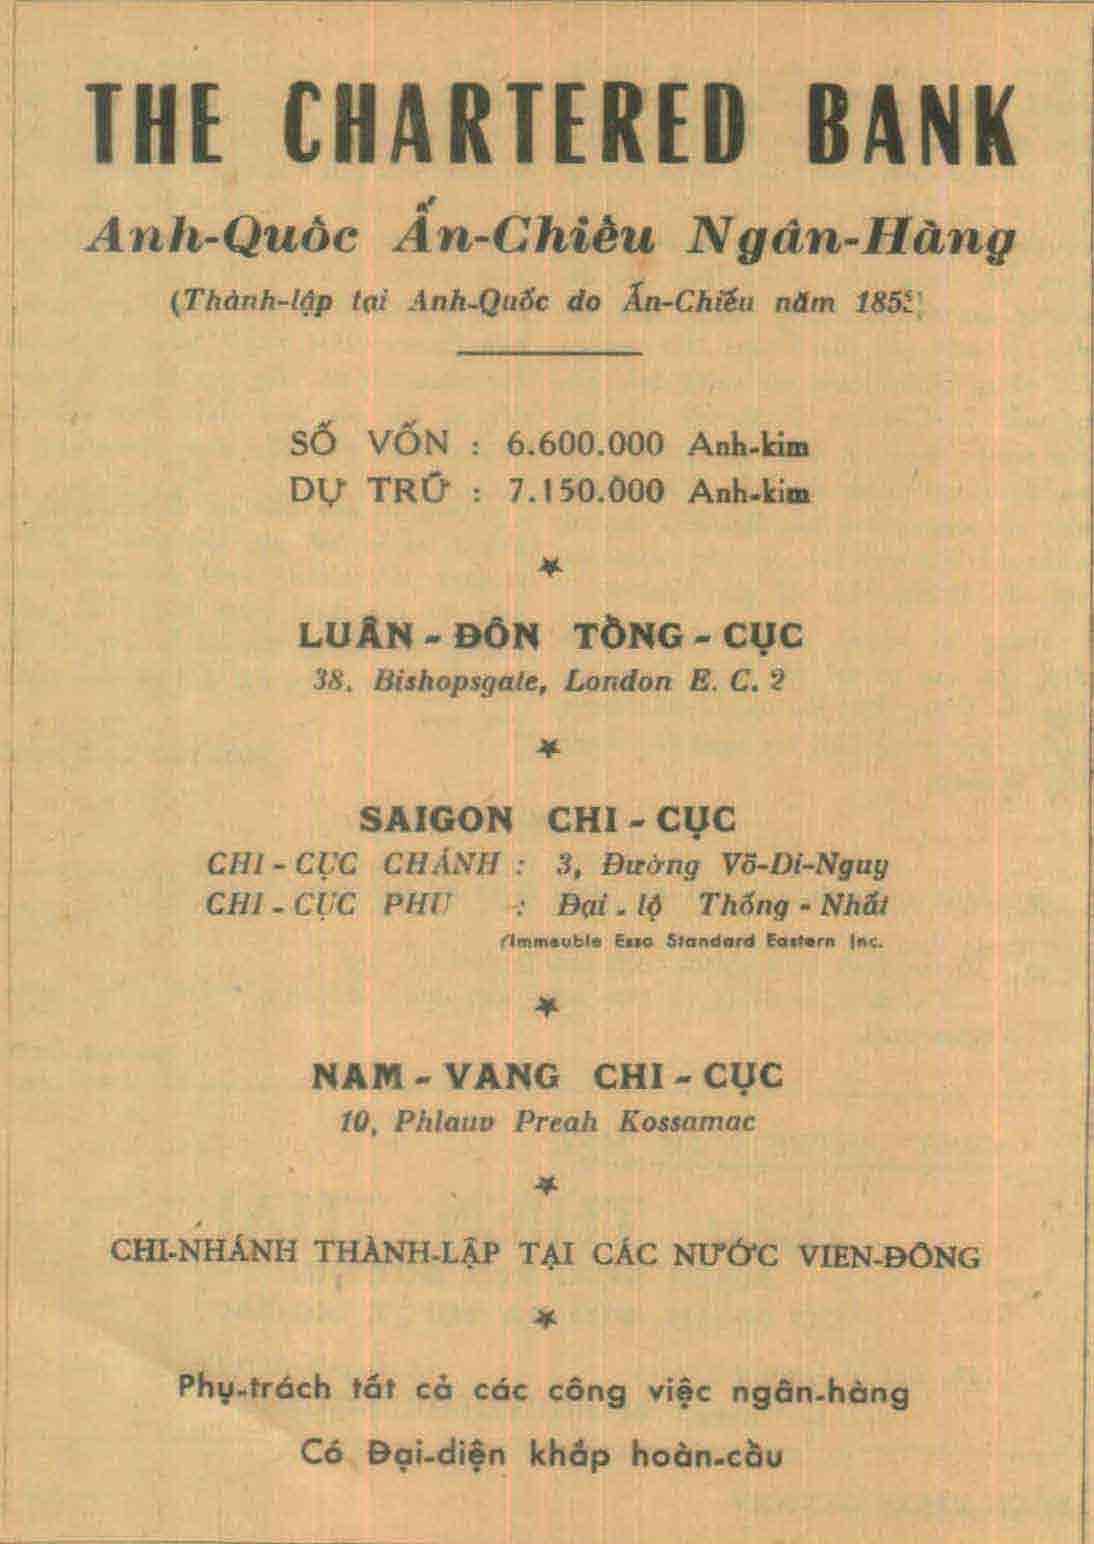 THE CHARTERED BANK
Anh-Quôc Ấn-Chiêu Ngân-Hàng
(Thành-lập tại Anh-Quốc do Ấn-Chiếu năm
SỐ VỐN : 6.600.000 Anh-kim
DỰ TRỮ : 7.150.000 Anh-kim
LUÂN - ĐÔN TỔNG - CỤC
38, Bishopsgate, London E. C. 2
SAIGON CHI - CỤC
CHI - CỤC CHÁNH : 3, Đường Võ-Di-Nguy
CHI - CỤC PHU : Đại - lộ Thống - Nhất
(Immeuble Esso Standard Eastern Inc.
NAM - VANG CHI - CỤC
10, Phlauv Preah Kossamac
CHI-NHÁNH THÀNH-LẬP TẠI CÁC NƯỚC VIEN-ĐÔNG
Phụ-trách tất cả các công việc ngân-hàng
Có Đại-diện khắp hoàn-cầu